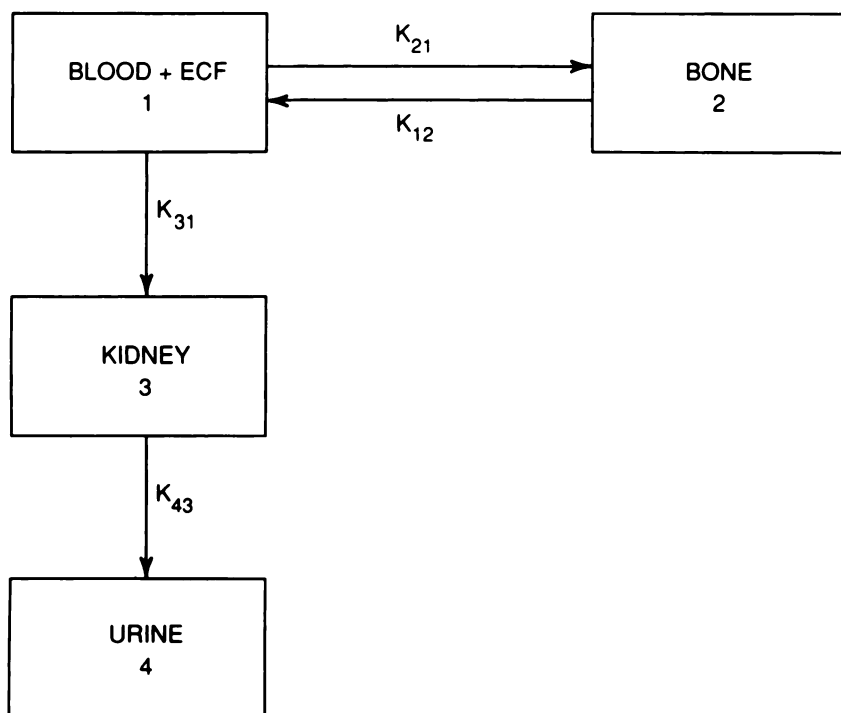 BLOOD + ECF
1
K21
K12
BONE
2
K31
KIDNEY
3
K43
URINE
4